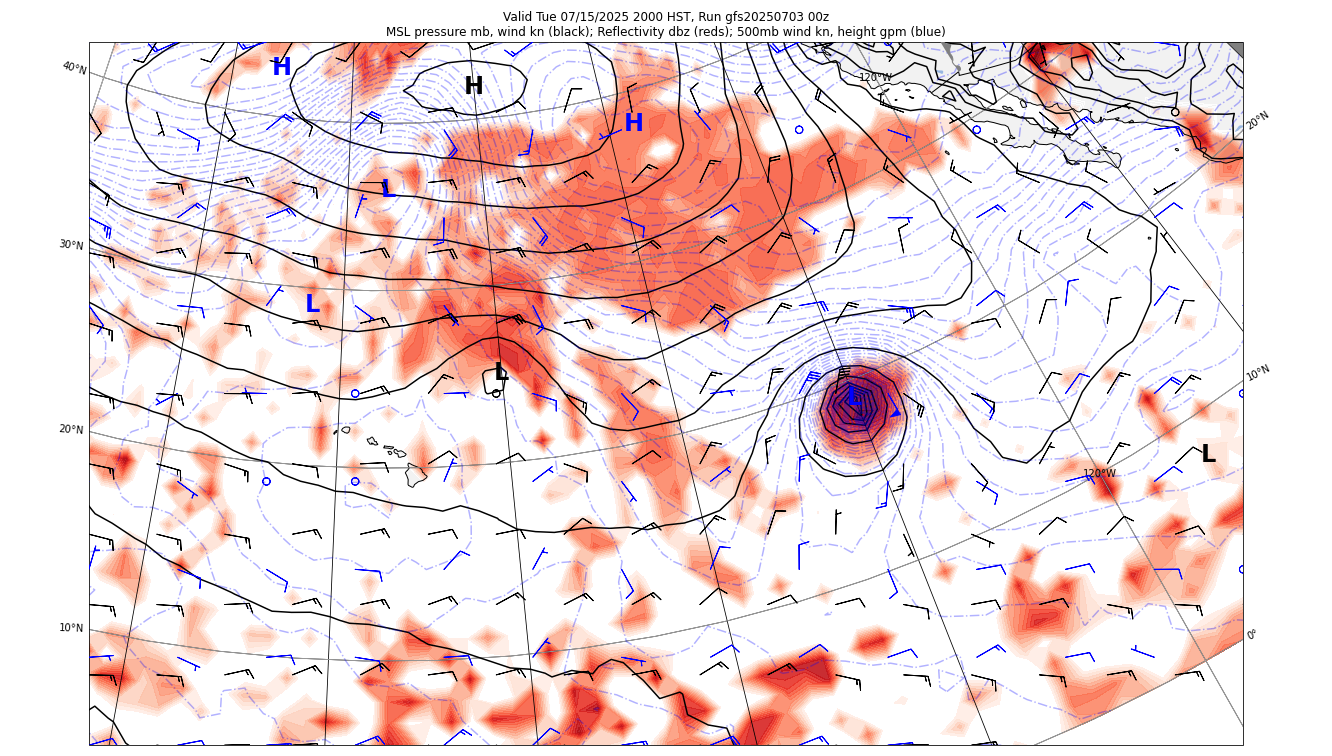 Valid Tue 07/15/2025 2000 HST, Run gfs20250703 00z
MSL pressure mb, wind kn (black); Reflectivity dbz (reds); 500mb wind kn, height gpm (blue)
40°N
H
H
120°W
20°N
H
L
30°N
L
L
10°N
L
20°N
L
120°W
10°N
0°